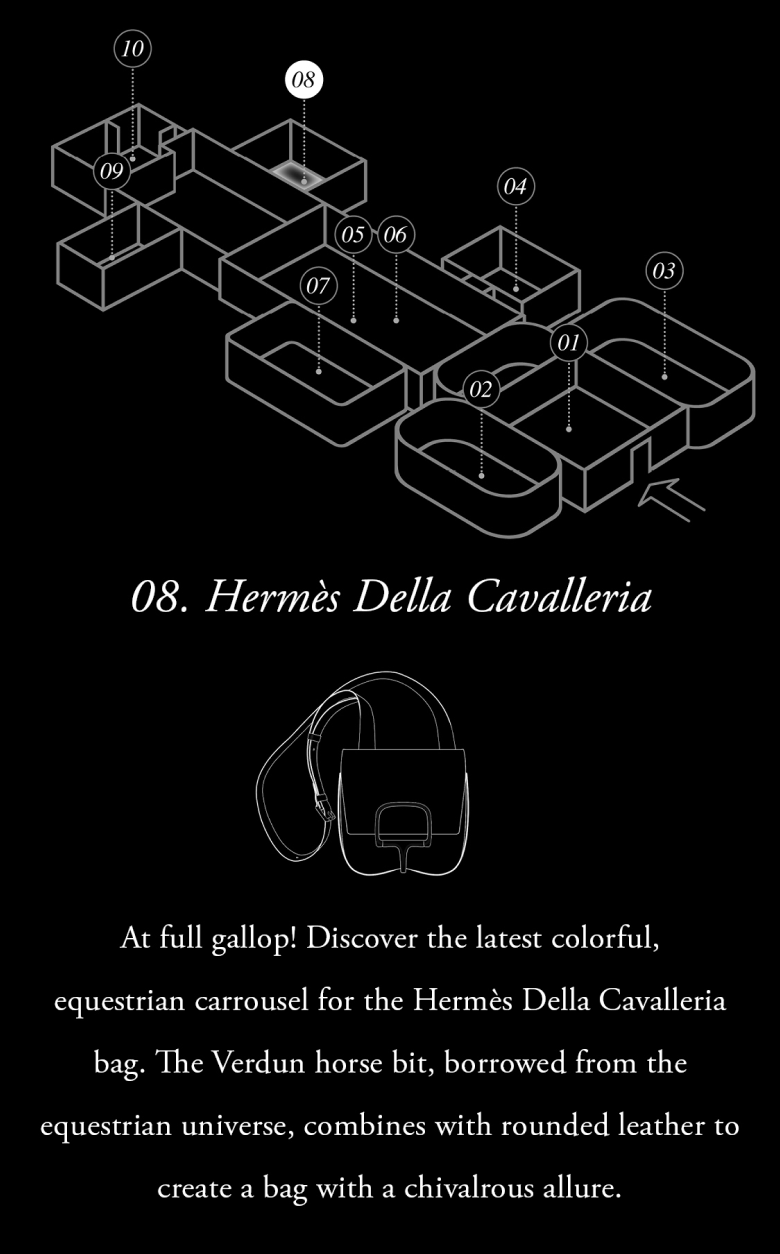 10
08
09
04
05
06
03
07
01
02
08. Hermès Della Cavalleria
At full gallop! Discover the latest colorful,
equestrian carrousel for the Hermès Della Cavalleria
bag. The Verdun horse bit, borrowed from the
equestrian universe, combines with rounded leather to
create a bag with a chivalrous allure.